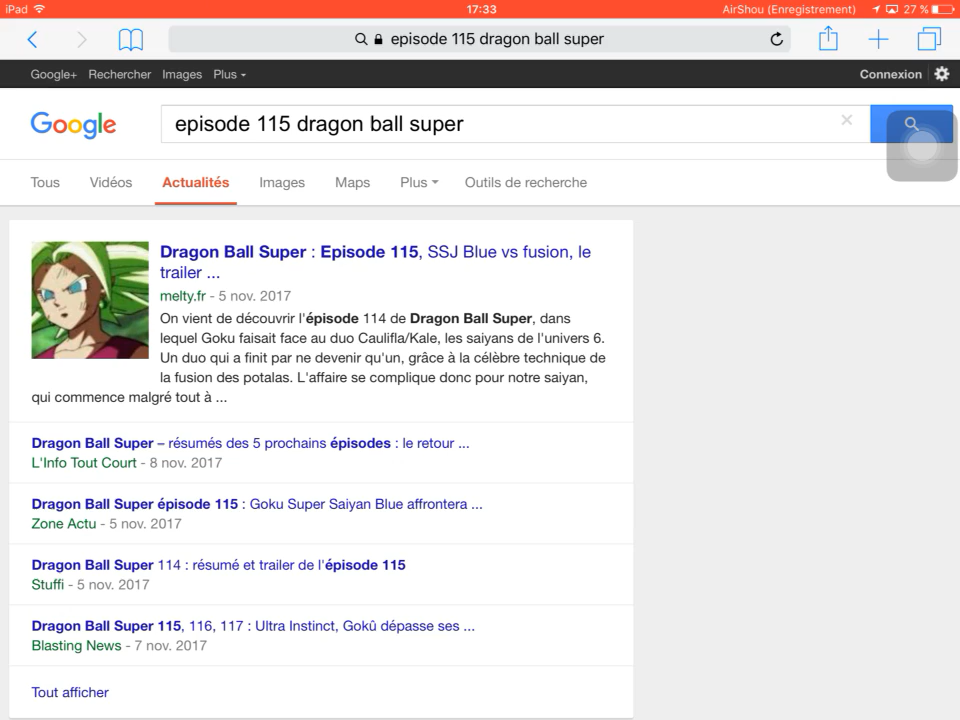 iPad 17:33 AirShou (Enregistrement) 27 %
episode 115 dragon ball super
Google+ Rechercher Images Plus Connexion
Google episode 115 dragon ball super
Tous Vidéos Actualités Images Maps Plus Outils de recherche
Dragon Ball Super : Episode 115, SSJ Blue vs fusion, le
trailer ...
melty.fr - 5 nov. 2017
On vient de découvrir l'épisode 114 de Dragon Ball Super, dans
lequel Goku faisait face au duo Caulifla/Kale, les saiyans de l'univers 6.
Un duo qui a finit par ne devenir qu'un, grâce à la célèbre technique de
la fusion des potalas. L'affaire se complique donc pour notre saiyan,
qui commence malgré tout à ...
Dragon Ball Super – résumés des 5 prochains épisodes : le retour ...
L'Info Tout Court - 8 nov. 2017
Dragon Ball Super épisode 115 : Goku Super Saiyan Blue affrontera ...
Zone Actu - 5 nov. 2017
Dragon Ball Super 114 : résumé et trailer de l'épisode 115
Stuffi - 5 nov. 2017
Dragon Ball Super 115, 116, 117 : Ultra Instinct, Gokû dépasse ses ...
Blasting News - 7 nov. 2017
Tout afficher